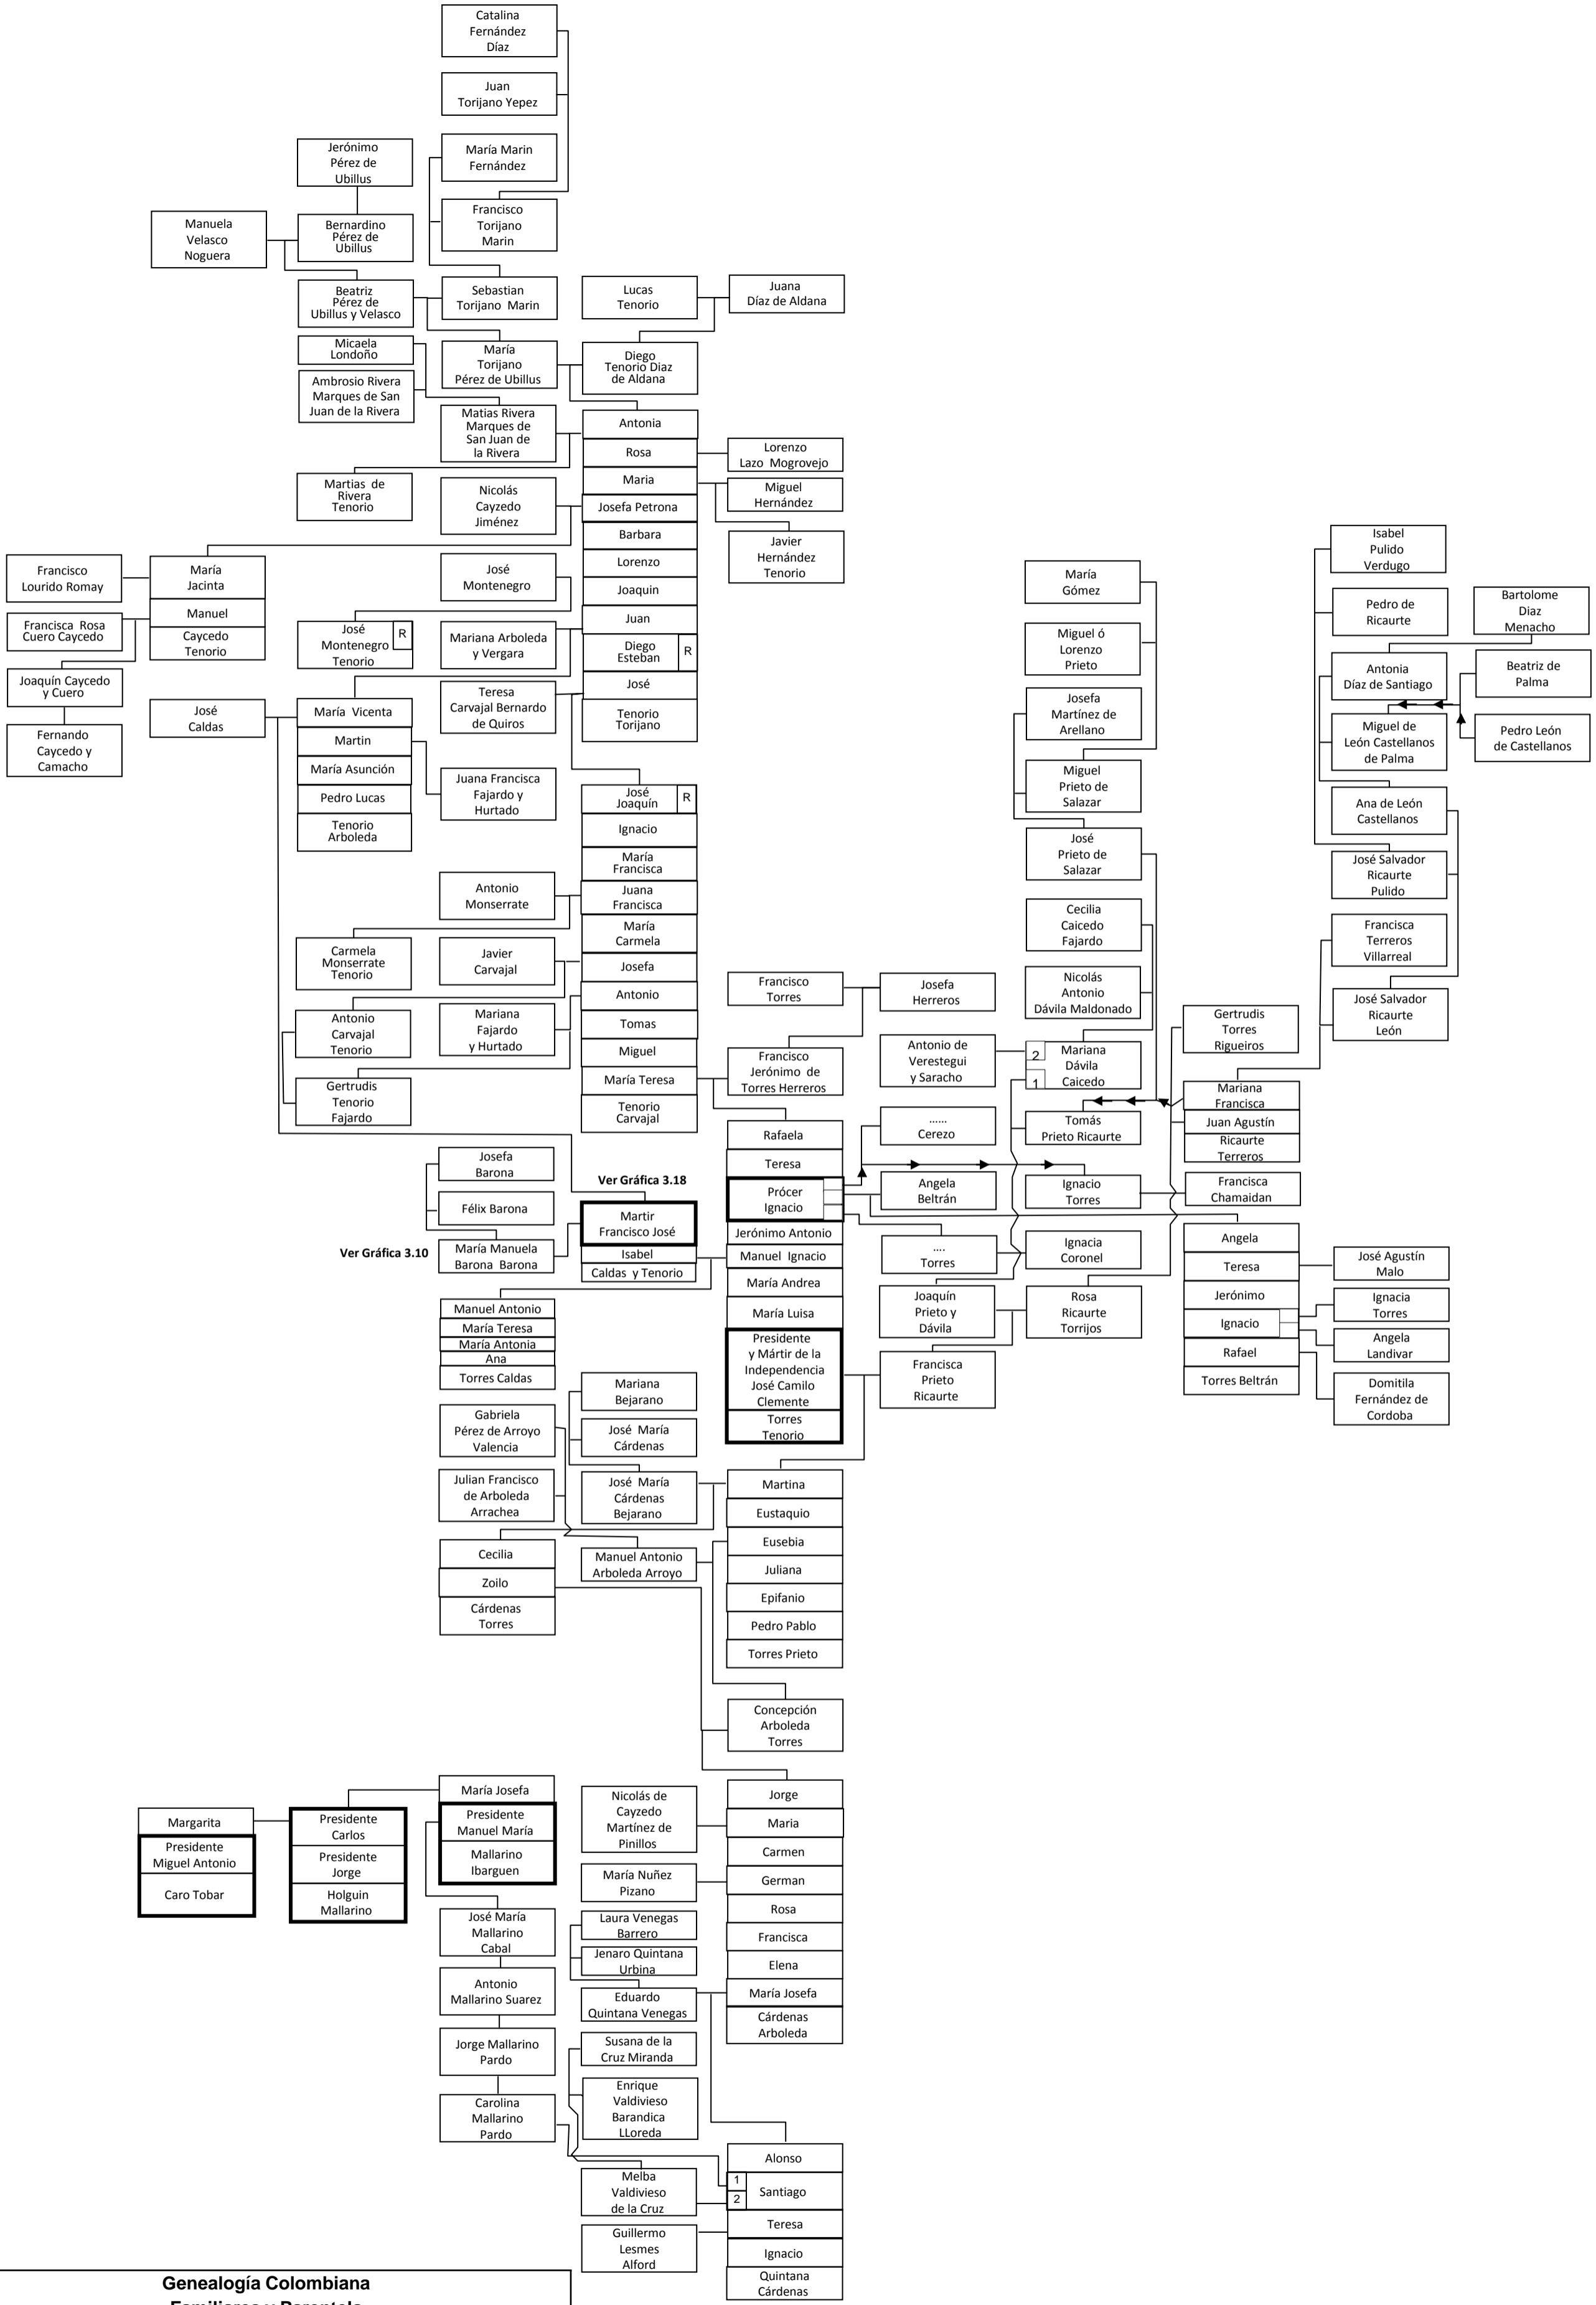 Catalina
Fernández
Díaz
Juan
Torijano Yepez
María Marin
Fernández
Jerónimo
Pérez de
Ubillus
Francisco
Torijano
Marin
Manuela
Velasco
Noguera
Bernardino
Pérez de
Ubillus
Beatriz
Pérez de
Ubillus y Velasco
Sebastian
Torijano Marin
Lucas
Tenorio
Juana
Díaz de Aldana
Micaela
Londoño
María
Torijano
Pérez de Ubillus
Diego
Tenorio Diaz
de Aldana
Ambrosio Rivera
Marques de San
Juan de la Rivera
Matias Rivera
Marques de
San Juan de
la Rivera
Antonia
Rosa
Maria
Josefa Petrona
Barbara
Lorenzo
Joaquin
Juan
Diego
Esteban
R
José
Tenorio
Torijano
Lorenzo
Lazo Mogrovejo
Miguel
Hernández
Javier
Hernández
Tenorio
Martias de
Rivera
Tenorio
Nicolás
Cayzedo
Jiménez
Francisco
Lourido Romay
María
Jacinta
Manuel
Caycedo
Tenorio
Francisca Rosa
Cuero Caycedo
Joaquín Caycedo
y Cuero
Fernando
Caycedo y
Camacho
José
Montenegro
José
Montenegro
Tenorio
R
Mariana Arboleda
y Vergara
Teresa
Carvajal Bernardo
de Quiros
José
Caldas
María Vicenta
Martin
María Asunción
Pedro Lucas
Tenorio
Arboleda
Juana Francisca
Fajardo y
Hurtado
José
Joaquín
R
Ignacio
María
Francisca
Juana
Francisca
María
Carmela
Josefa
Antonio
Tomas
Miguel
María Teresa
Tenorio
Carvajal
Antonio
Monserrate
Carmela
Monserrate
Tenorio
Javier
Carvajal
Antonio
Carvajal
Tenorio
Mariana
Fajardo
y Hurtado
Gertrudis
Tenorio
Fajardo
María
Gómez
Miguel ó
Lorenzo
Prieto
Josefa
Martínez de
Arellano
Miguel
Prieto de
Salazar
José
Prieto de
Salazar
Cecilia
Caicedo
Fajardo
Nicolás
Antonio
Dávila Maldonado
Isabel
Pulido
Verdugo
Pedro de
Ricaurte
Bartolome
Diaz
Menacho
Antonia
Díaz de Santiago
Beatriz de
Palma
Miguel de
León Castellanos
de Palma
Pedro León
de Castellanos
Ana de León
Castellanos
José Salvador
Ricaurte
Pulido
Francisca
Terreros
Villarreal
José Salvador
Ricaurte
León
Francisco
Torres
Josefa
Herreros
Francisco
Jerónimo de
Torres Herreros
Antonio de
Verestegui
y Saracho
2
1
Mariana
Dávila
Caicedo
Gertrudis
Torres
Rigueiros
Mariana
Francisca
Juan Agustín
Ricaurte
Terreros
Tomás
Prieto Ricaurte
Rafaela
Teresa
Prócer
Ignacio
Jerónimo Antonio
Manuel Ignacio
María Andrea
María Luisa
Presidente
y Mártir de la
Independencia
José Camilo
Clemente
Torres
Tenorio
......
Cerezo
Angela
Beltrán
Ignacio
Torres
Francisca
Chamaidan
....
Torres
Ignacia
Coronel
Joaquín
Prieto y
Dávila
Rosa
Ricaurte
Torrijos
Francisca
Prieto
Ricaurte
Angela
Teresa
Jerónimo
Ignacio
Rafael
Torres Beltrán
José Agustín
Malo
Ignacia
Torres
Angela
Landivar
Domitila
Fernández de
Cordoba
Josefa
Barona
Félix Barona
Ver Gráfica 3.10
María Manuela
Barona Barona
Ver Gráfica 3.18
Martir
Francisco José
Isabel
Caldas y Tenorio
Manuel Antonio
María Teresa
María Antonia
Ana
Torres Caldas
Mariana
Bejarano
José María
Cárdenas
Gabriela
Pérez de Arroyo
Valencia
Julian Francisco
de Arboleda
Arrachea
José María
Cárdenas
Bejarano
Martina
Eustaquio
Eusebia
Juliana
Epifanio
Pedro Pablo
Torres Prieto
Cecilia
Zoilo
Cárdenas
Torres
Manuel Antonio
Arboleda Arroyo
Concepción
Arboleda
Torres
María Josefa
Presidente
Manuel María
Mallarino
Ibarguen
Margarita
Presidente
Miguel Antonio
Caro Tobar
Presidente
Carlos
Presidente
Jorge
Holguin
Mallarino
Nicolás de
Cayzedo
Martínez de
Pinillos
María Nuñez
Pizano
Jorge
Maria
Carmen
German
Rosa
Francisca
Elena
María Josefa
Cárdenas
Arboleda
José María
Mallarino
Cabal
Laura Venegas
Barrero
Jenaro Quintana
Urbina
Antonio
Mallarino Suarez
Eduardo
Quintana Venegas
Jorge Mallarino
Pardo
Susana de la
Cruz Miranda
Carolina
Mallarino
Pardo
Enrique
Valdivieso
Barandica
LLoreda
Melba
Valdivieso
de la Cruz
Guillermo
Lesmes
Alford
Alonso
1
2
Santiago
Teresa
Ignacio
Quintana
Cárdenas
Genealogía Colombiana